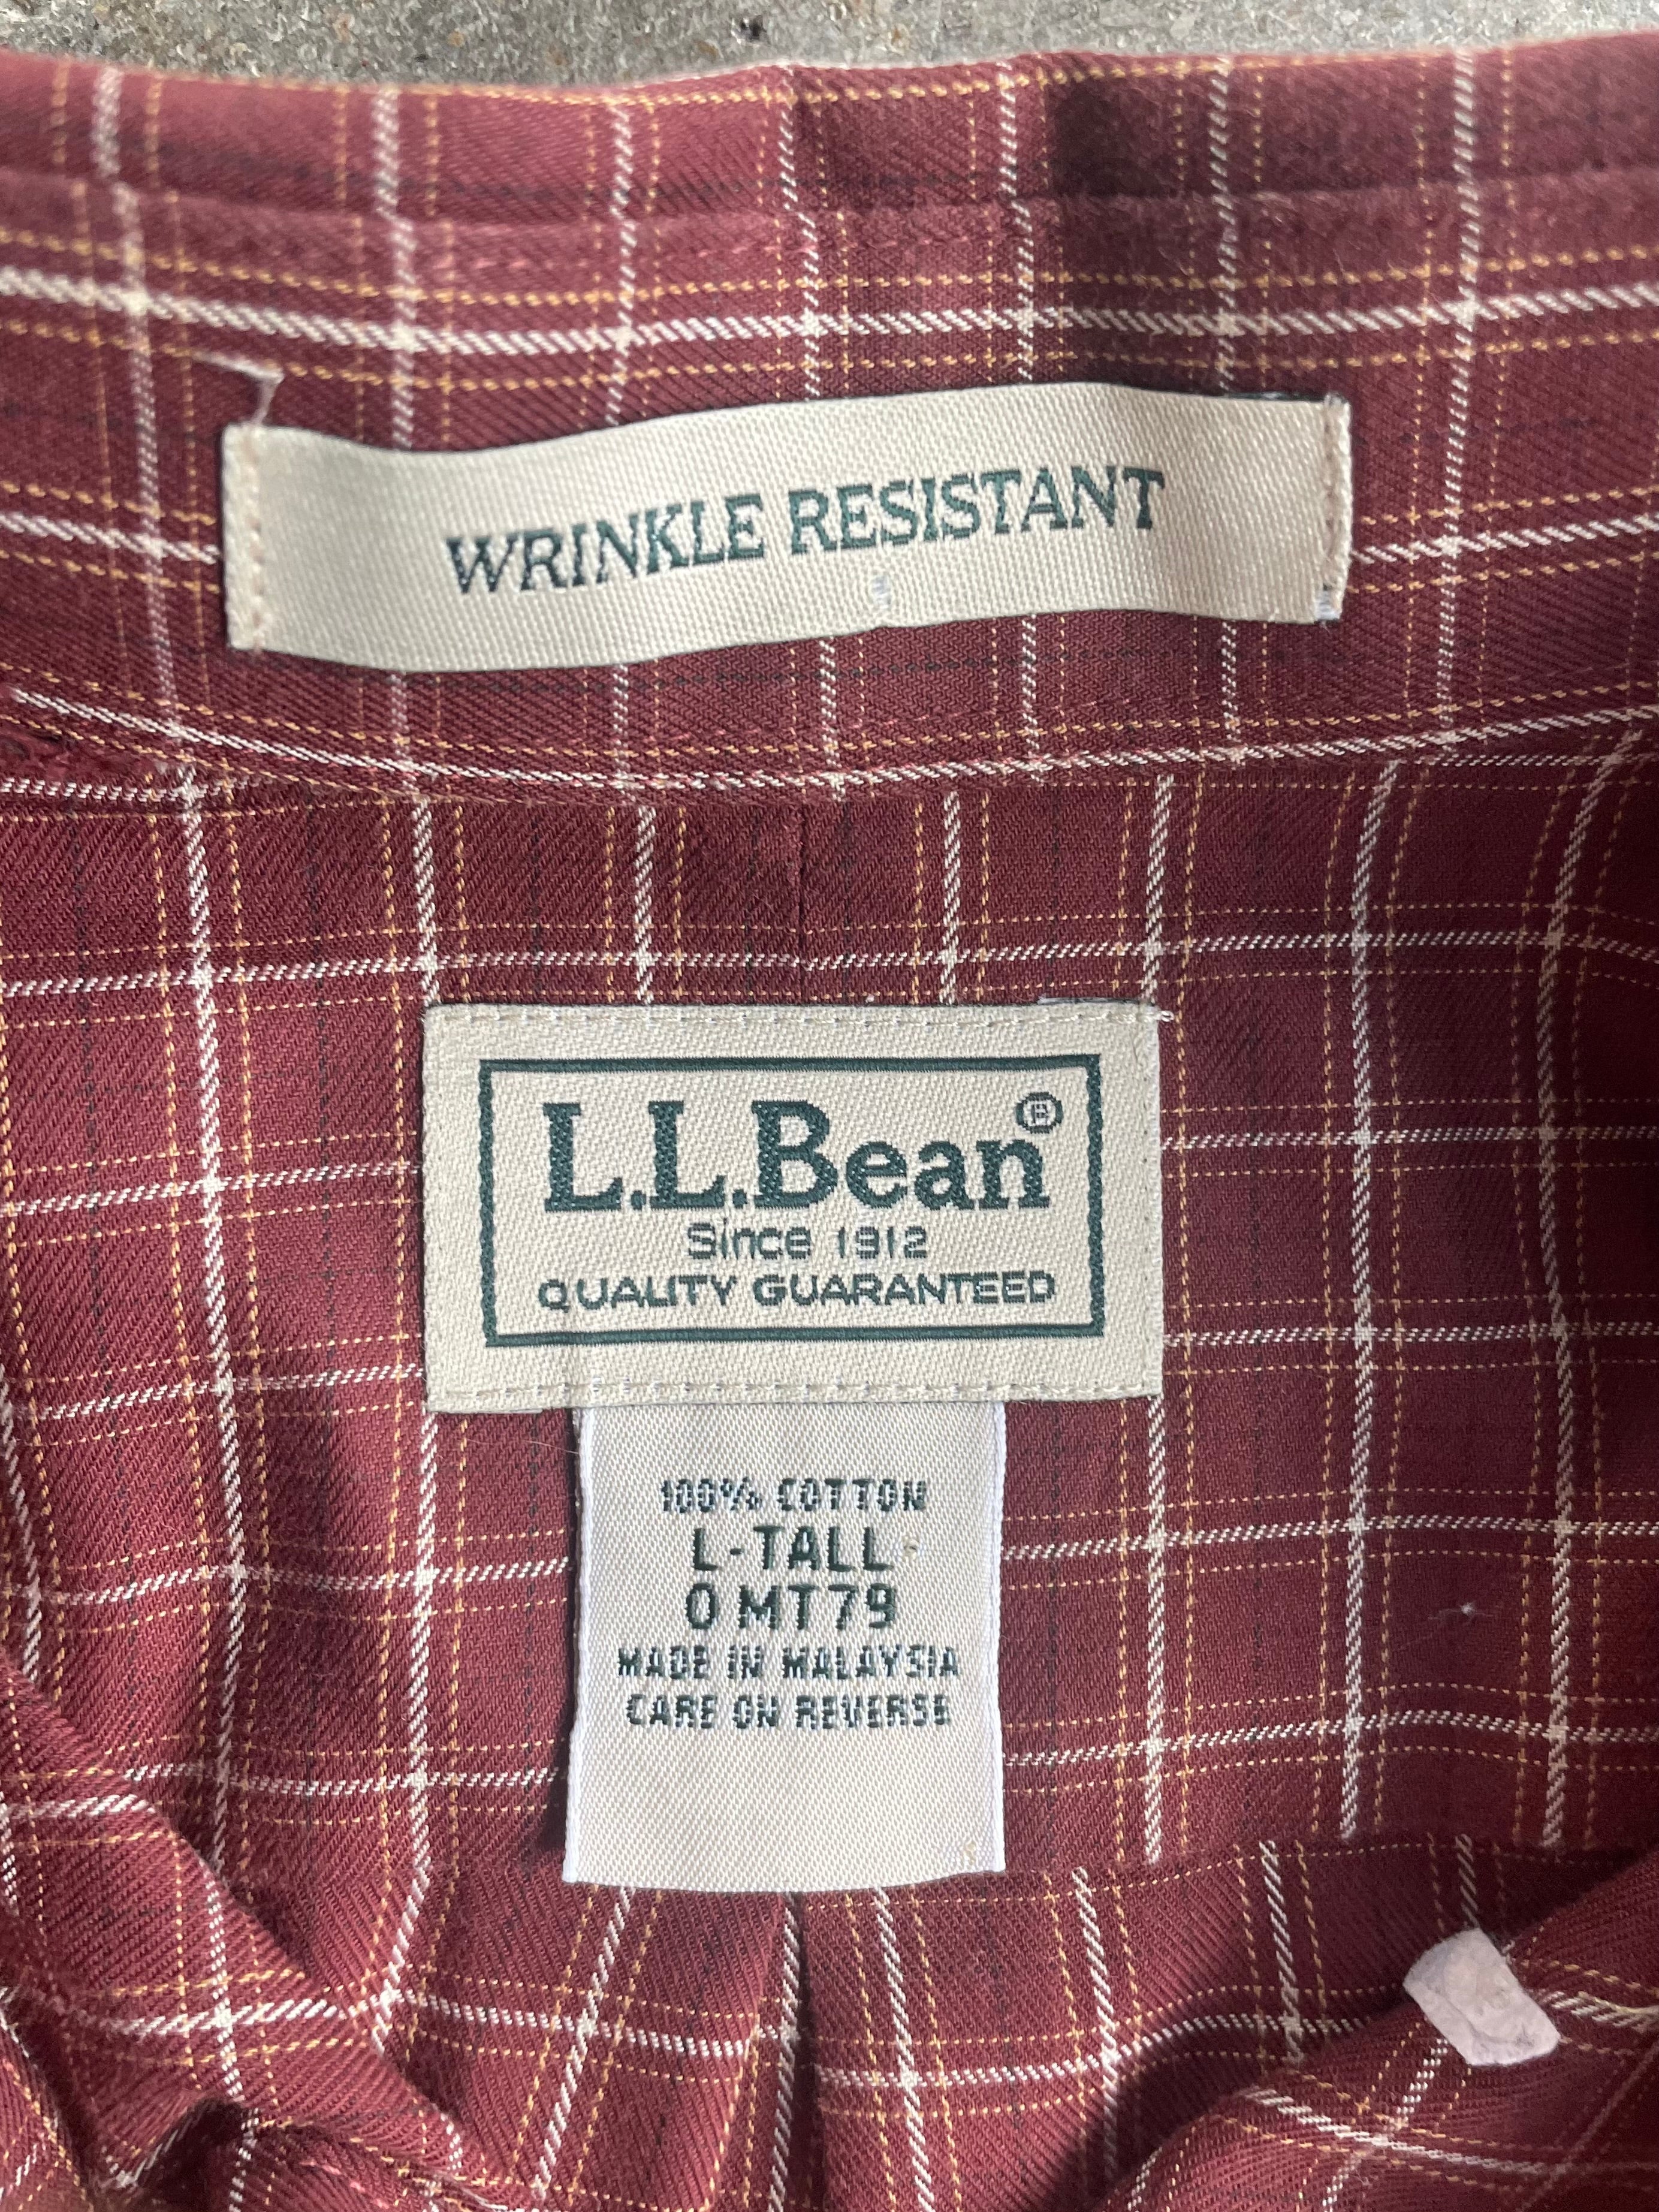 WRINKLE RESISTANT
L.L.Bean®
Since 1912
QUALITY GUARANTEED
100% COTTON
L-TALL
0 MT79
MADE IN MALAYSIA
CARE ON REVERSE